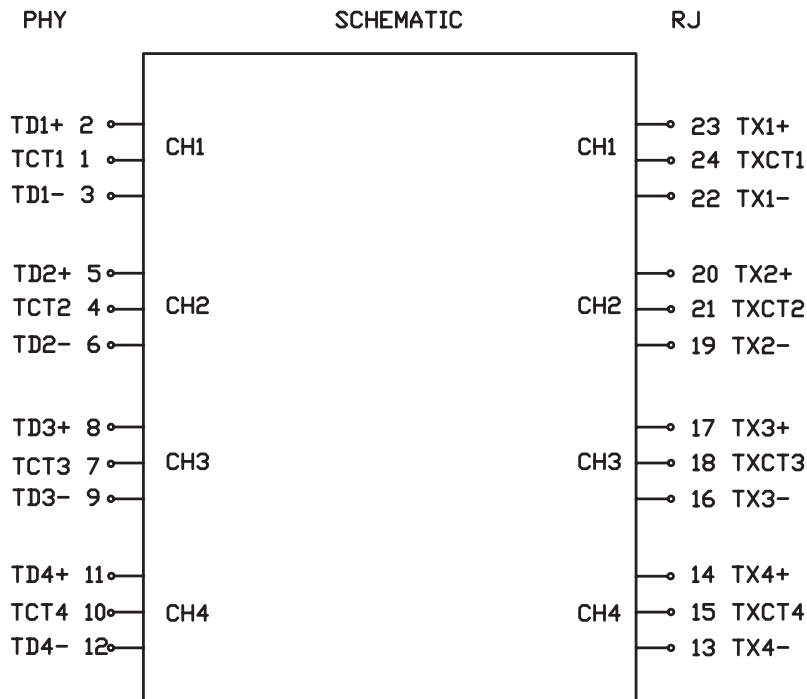 PHY SCHEMATIC RJ
TD1+ 2 23 TX1+
TCT1 1 CH1 CH1 24 TXCT1
TD1- 3 22 TX1-
TD2+ 5 20 TX2+
TCT2 4 CH2 CH2 21 TXCT2
TD2- 6 19 TX2-
TD3+ 8 17 TX3+
TCT3 7 CH3 CH3 18 TXCT3
TD3- 9 16 TX3-
TD4+ 11 14 TX4+
TCT4 10 CH4 CH4 15 TXCT4
TD4- 12 13 TX4-